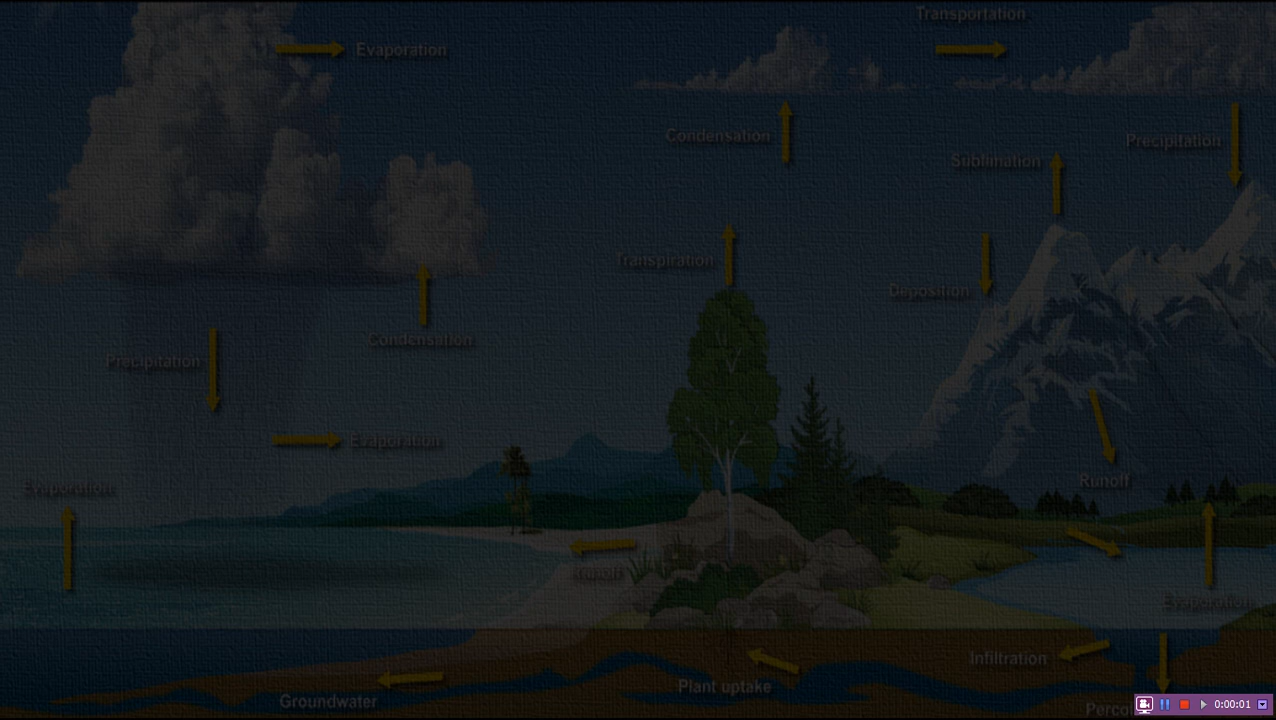 Transportation
Evaporation
Condensation
Precipitation
Sublimation
Transpiration
Deposition
Condensation
Precipitation
Evaporation
Runoff
Evaporation
Runoff
Evaporation
Infiltration
Plant uptake
Groundwater
0:00:01